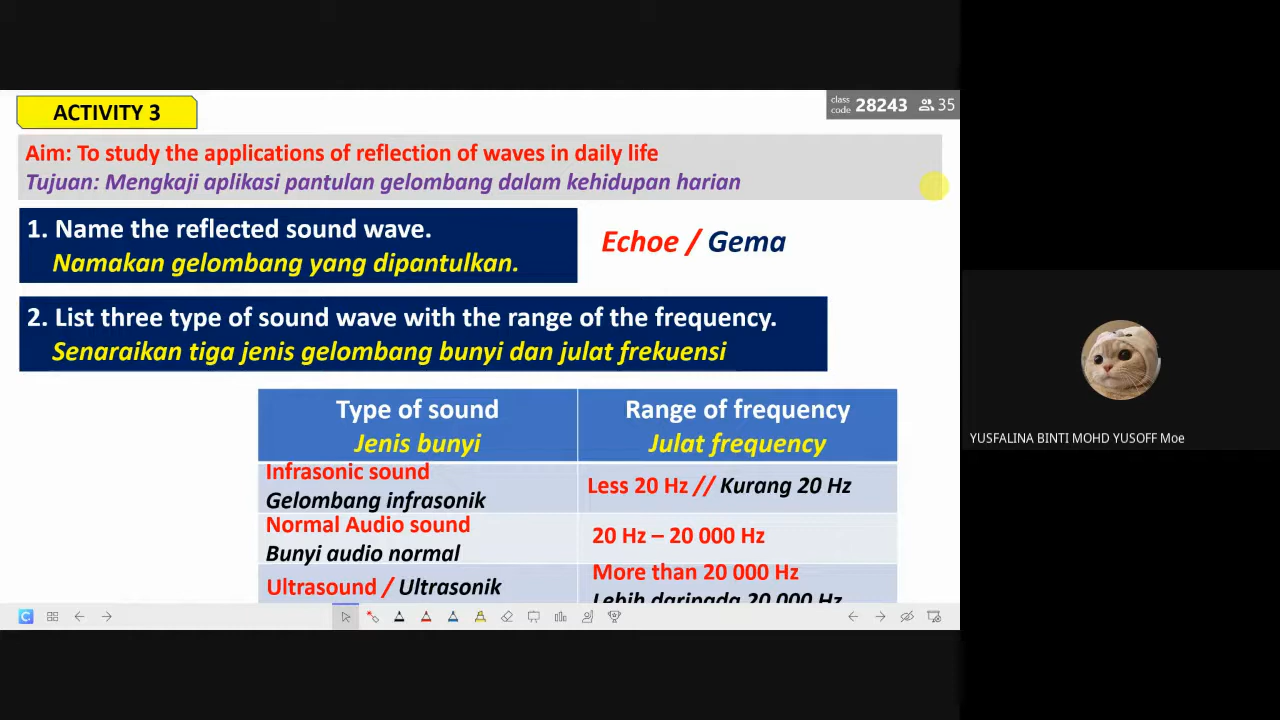 ACTIVITY 3
class code 28243 35
Aim: To study the applications of reflection of waves in daily life
Tujuan: Mengkaji aplikasi pantulan gelombang dalam kehidupan harian
1. Name the reflected sound wave.
Namakan gelombang yang dipantulkan.
Echoe / Gema
2. List three type of sound wave with the range of the frequency.
Senaraikan tiga jenis gelombang bunyi dan julat frekuensi
Type of sound
Jenis bunyi
Range of frequency
Julat frequency
Infrasonic sound
Gelombang infrasonik
Less 20 Hz // Kurang 20 Hz
Normal Audio sound
Bunyi audio normal
20 Hz – 20 000 Hz
Ultrasound / Ultrasonik
More than 20 000 Hz
Lebih daripada 20 000 Hz
YUSFALINA BINTI MOHD YUSOFF Moe